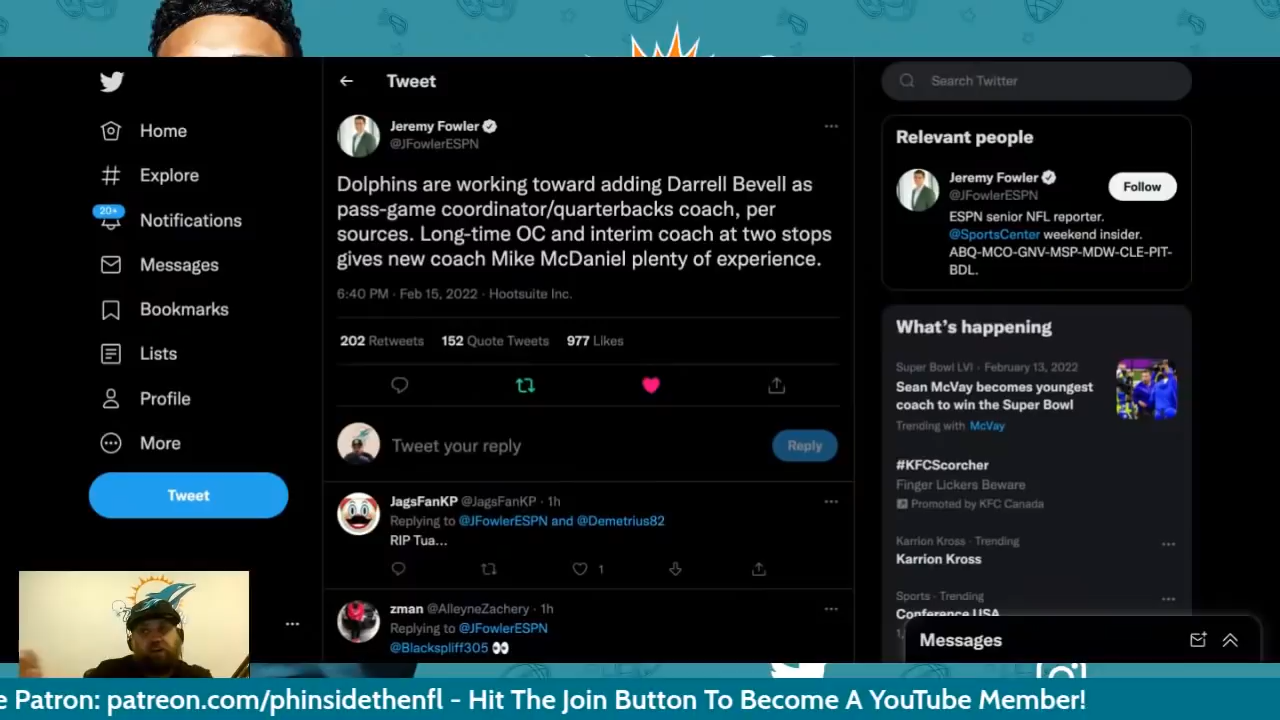 Home
Explore
20+
Notifications
Messages
Bookmarks
Lists
Profile
More
Tweet
Tweet
Jeremy Fowler
@JFowlerESPN
Dolphins are working toward adding Darrell Bevell as
pass-game coordinator/quarterbacks coach, per
sources. Long-time OC and interim coach at two stops
gives new coach Mike McDaniel plenty of experience.
6:40 PM · Feb 15, 2022 · Hootsuite Inc.
202 Retweets 152 Quote Tweets 977 Likes
Tweet your reply
Reply
JagsFanKP @JagsFanKP · 1h
Replying to @JFowlerESPN and @Demetrius82
RIP Tua...
1
zman @AlleyneZachery · 1h
Replying to @JFowlerESPN
@Blackspliff305 👀
Search Twitter
Relevant people
Jeremy Fowler
@JFowlerESPN
Follow
ESPN senior NFL reporter.
@SportsCenter weekend insider.
ABQ-MCO-GNV-MSP-MDW-CLE-PIT-
BDL.
What's happening
Super Bowl LVI · February 13, 2022
Sean McVay becomes youngest
coach to win the Super Bowl
Trending with McVay
#KFCScorcher
Finger Lickers Beware
Promoted by KFC Canada
Karrion Kross · Trending
Karrion Kross
Sports · Trending
Conference USA
Messages
e Patron: patreon.com/phinsidethenfl - Hit The Join Button To Become A YouTube Member!